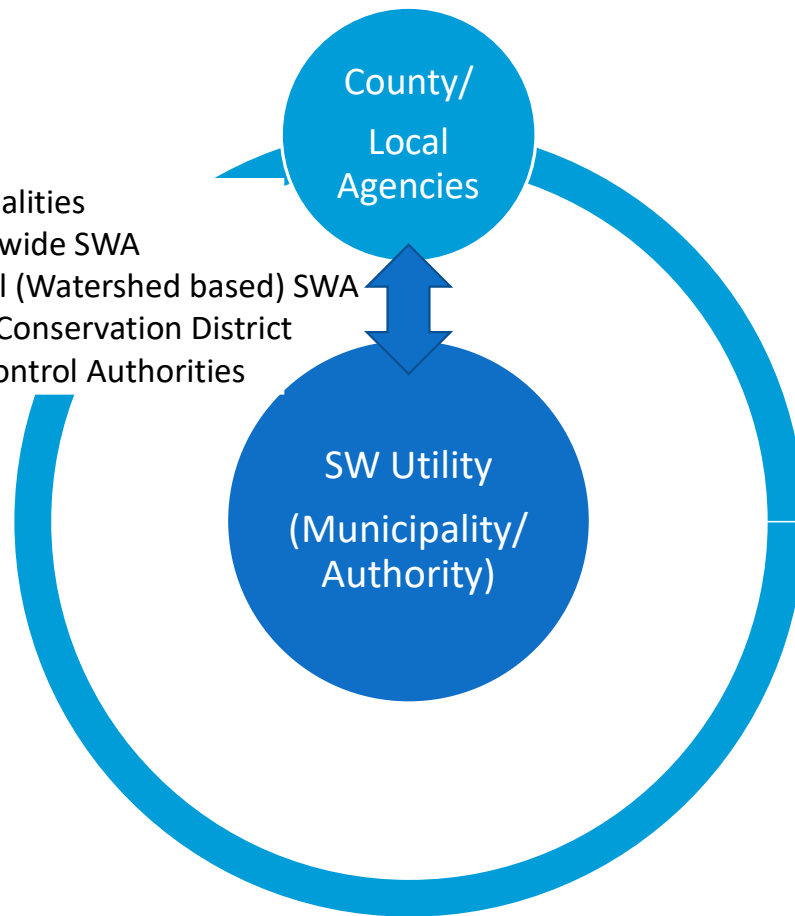 County/
Local
Agencies
alities
wide SWA
l (Watershed based) SWA
Conservation District
ontrol Authorities
SW Utility
(Municipality/
Authority)